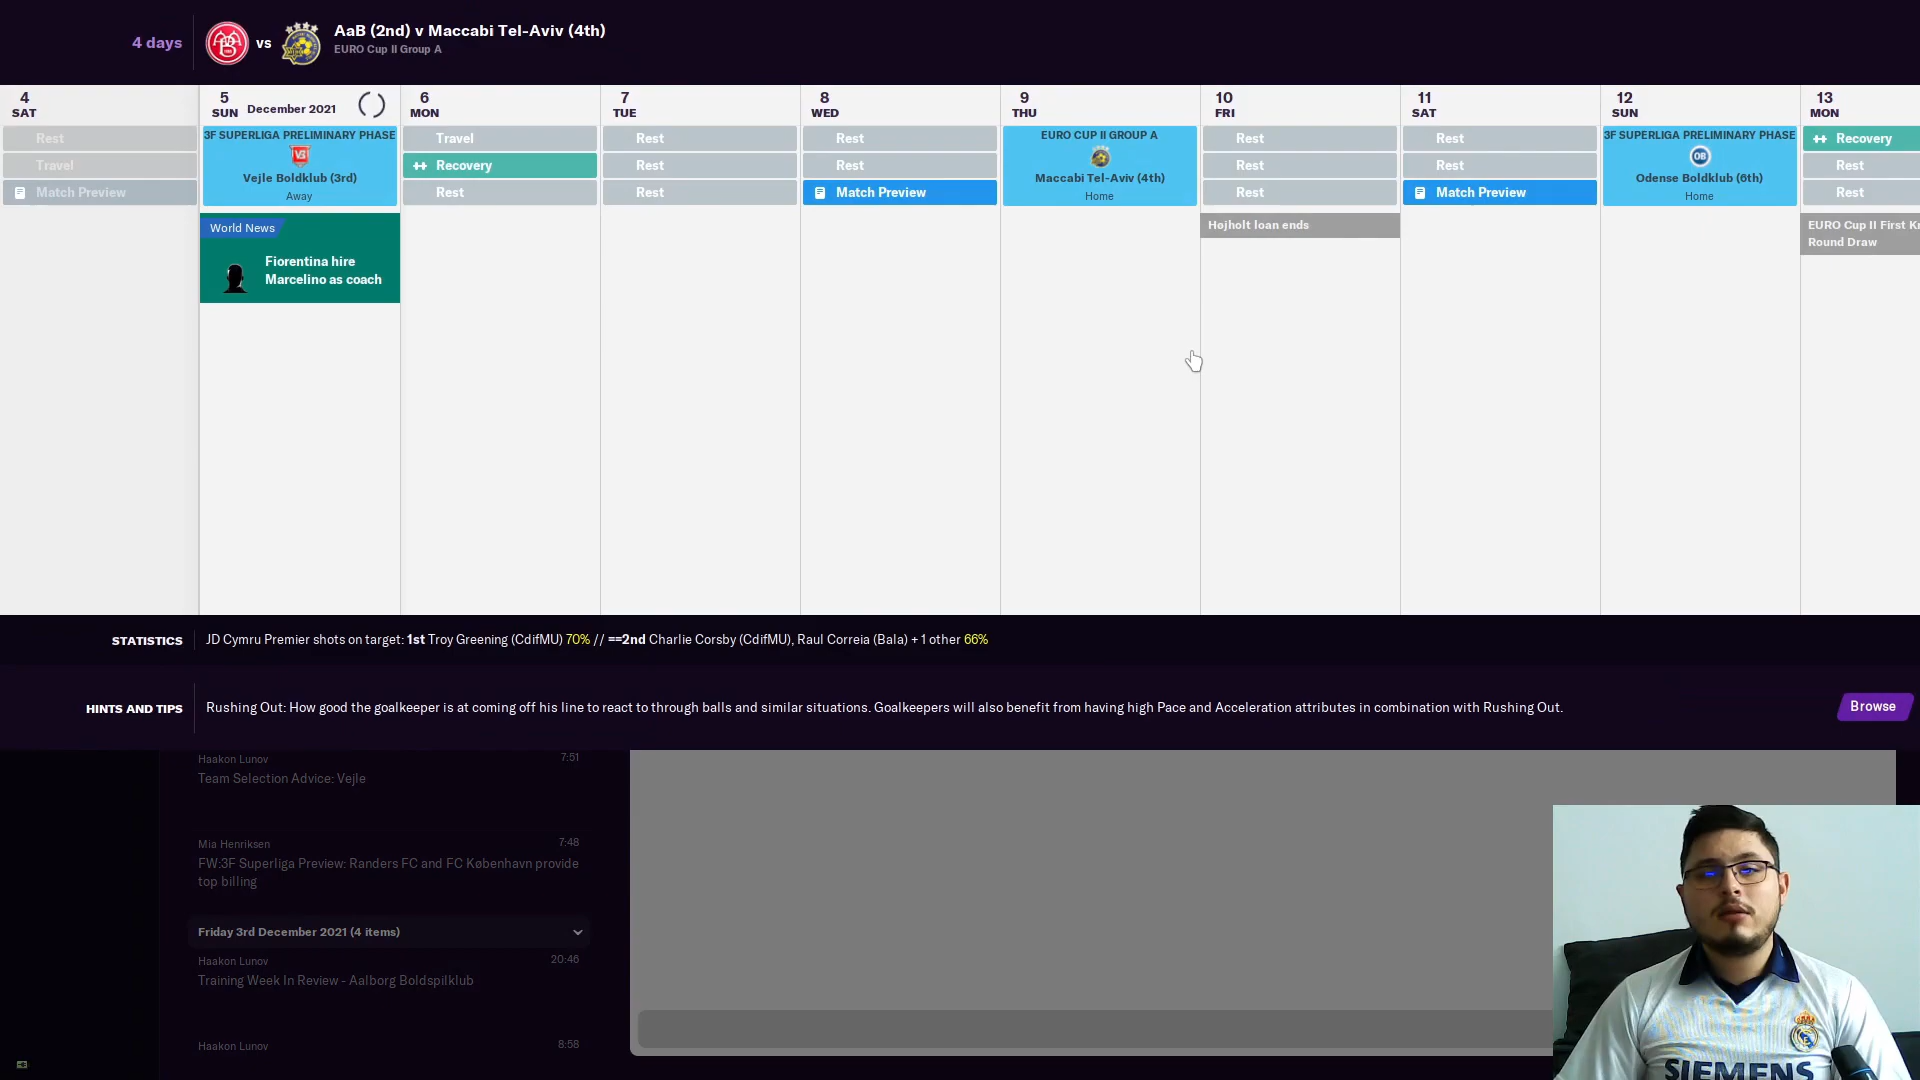 4 days
vs
AaB (2nd) v Maccabi Tel-Aviv (4th)
EURO Cup II Group A
4
SAT
5
SUN December 2021
6
MON
7
TUE
8
WED
9
THU
10
FRI
11
SAT
12
SUN
13
MON
Rest
Travel
Match Preview
3F SUPERLIGA PRELIMINARY PHASE
Vejle Boldklub (3rd)
Away
Travel
Recovery
Rest
Rest
Rest
Rest
Rest
Rest
Match Preview
EURO CUP II GROUP A
Maccabi Tel-Aviv (4th)
Home
Rest
Rest
Rest
Rest
Rest
Match Preview
3F SUPERLIGA PRELIMINARY PHASE
OB
Odense Boldklub (6th)
Home
Recovery
Rest
Rest
World News
Fiorentina hire
Marcelino as coach
Højholt loan ends
EURO Cup II First Kn
Round Draw
STATISTICS
JD Cymru Premier shots on target: 1st Troy Greening (CdifMU) 70% // ==2nd Charlie Corsby (CdifMU), Raul Correia (Bala) + 1 other 66%
HINTS AND TIPS
Rushing Out: How good the goalkeeper is at coming off his line to react to through balls and similar situations. Goalkeepers will also benefit from having high Pace and Acceleration attributes in combination with Rushing Out.
Browse
Haakon Lunov 7:51
Team Selection Advice: Vejle
Mia Henriksen 7:48
FW:3F Superliga Preview: Randers FC and FC København provide
top billing
Friday 3rd December 2021 (4 items)
Haakon Lunov 20:46
Training Week In Review - Aalborg Boldspilklub
Haakon Lunov 8:58
SIEMENS